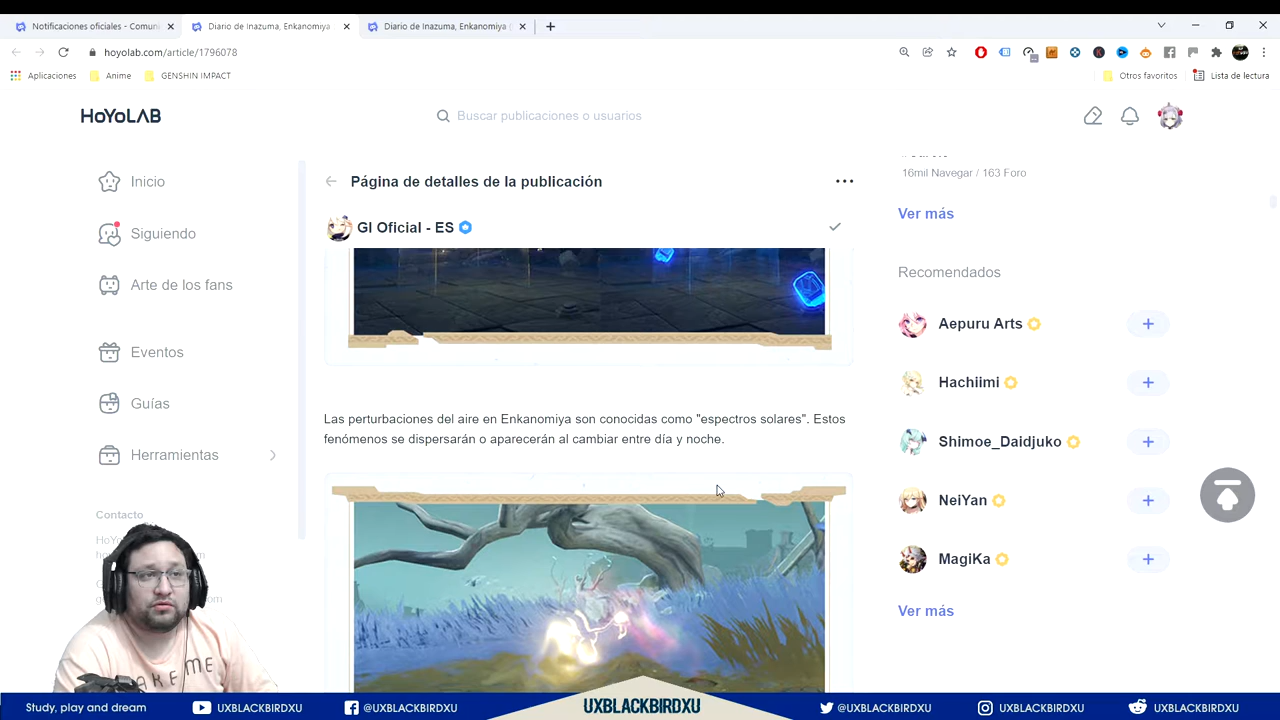 Notificaciones oficiales - Comuni
Diario de Inazuma, Enkanomiya
Diario de Inazuma, Enkanomiya (
hoyolab.com/article/1796078
Aplicaciones
Anime
GENSHIN IMPACT
Otros favoritos
Lista de lectura
HoYoLAB
Buscar publicaciones o usuarios
Inicio
Siguiendo
Arte de los fans
Eventos
Guías
Herramientas
Contacto
Página de detalles de la publicación
GI Oficial - ES
Las perturbaciones del aire en Enkanomiya son conocidas como "espectros solares". Estos
fenómenos se dispersarán o aparecerán al cambiar entre día y noche.
16mil Navegar / 163 Foro
Ver más
Recomendados
Aepuru Arts
Hachiimi
Shimoe_Daidjuko
NeiYan
MagiKa
Ver más
Study, play and dream
UXBLACKBIRDXU
@UXBLACKBIRDXU
UXBLACKBIRDXU
@UXBLACKBIRDXU
UXBLACKBIRDXU
UXBLACKBIRDXU